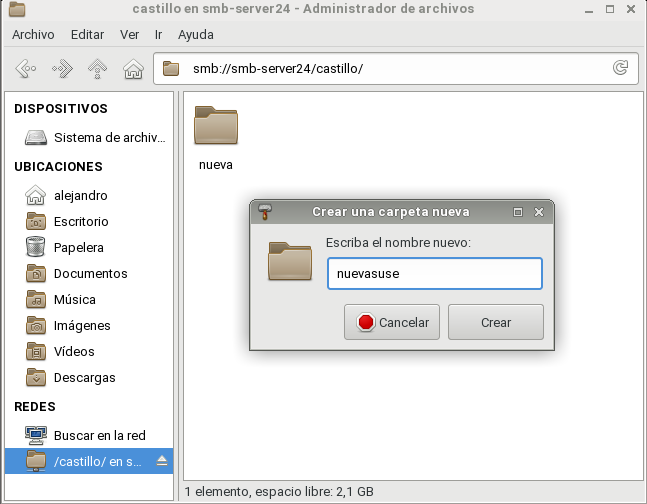 castillo en smb-server24 - Administrador de archivos
Archivo Editar Ver Ir Ayuda
smb://smb-server24/castillo/
DISPOSITIVOS
Sistema de archiv...
UBICACIONES
alejandro
Escritorio
Papelera
Documentos
Música
Imágenes
Vídeos
Descargas
REDES
Buscar en la red
/castillo/ en s...
nueva
Crear una carpeta nueva
Escriba el nombre nuevo:
nuevasuse
Cancelar Crear
1 elemento, espacio libre: 2,1 GB